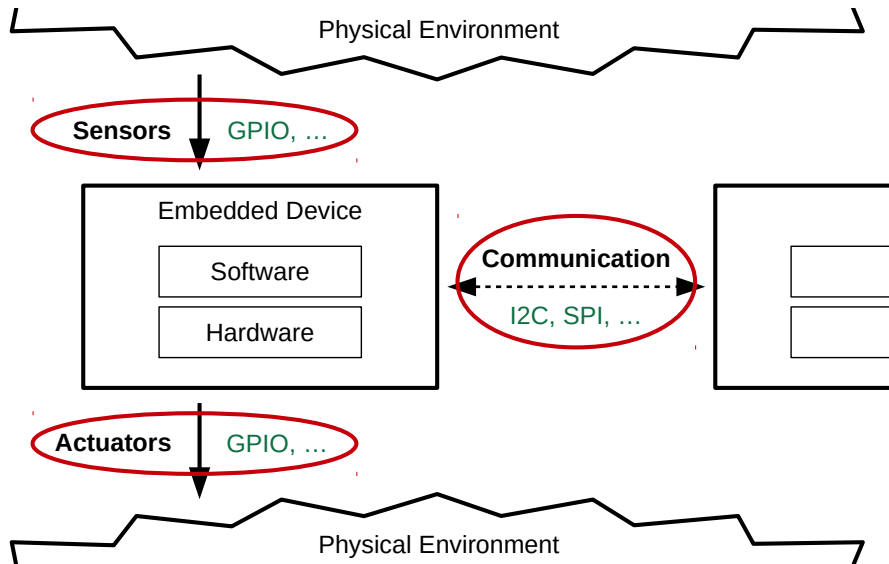 Physical Environment
Sensors GPIO, …
Embedded Device
Software
Hardware
Communication
I2C, SPI, …
Actuators GPIO, …
Physical Environment